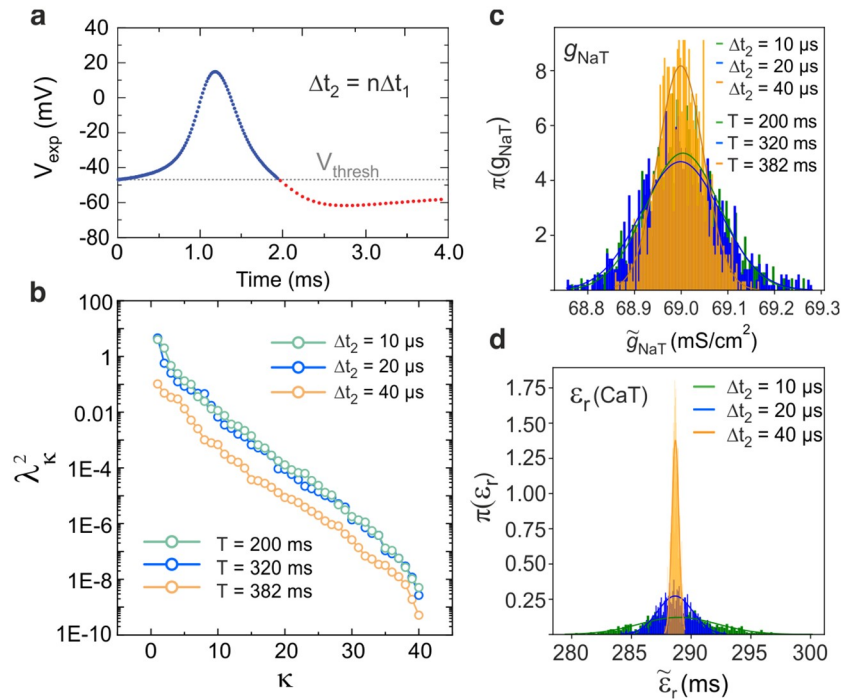 a
40
20
0
-20
-40
-60
-80
V_exp (mV)
Δt₂ = nΔt₁
V_thresh
0
1.0
2.0
3.0
4.0
Time (ms)
b
100
1
0.01
1E-4
1E-6
1E-8
1E-10
λ²_κ
Δt₂ = 10 µs
Δt₂ = 20 µs
Δt₂ = 40 µs
T = 200 ms
T = 320 ms
T = 382 ms
0
10
20
30
40
κ
c
8
6
4
2
π(g_NaT)
g_NaT
Δt₂ = 10 µs
Δt₂ = 20 µs
Δt₂ = 40 µs
T = 200 ms
T = 320 ms
T = 382 ms
68.8
68.9
69.0
69.1
69.2
69.3
g̃_NaT (mS/cm²)
d
1.75
1.50
1.25
1.00
0.75
0.50
0.25
π(ε_r)
ε_r (CaT)
Δt₂ = 10 µs
Δt₂ = 20 µs
Δt₂ = 40 µs
280
285
290
295
300
ε̃_r (ms)